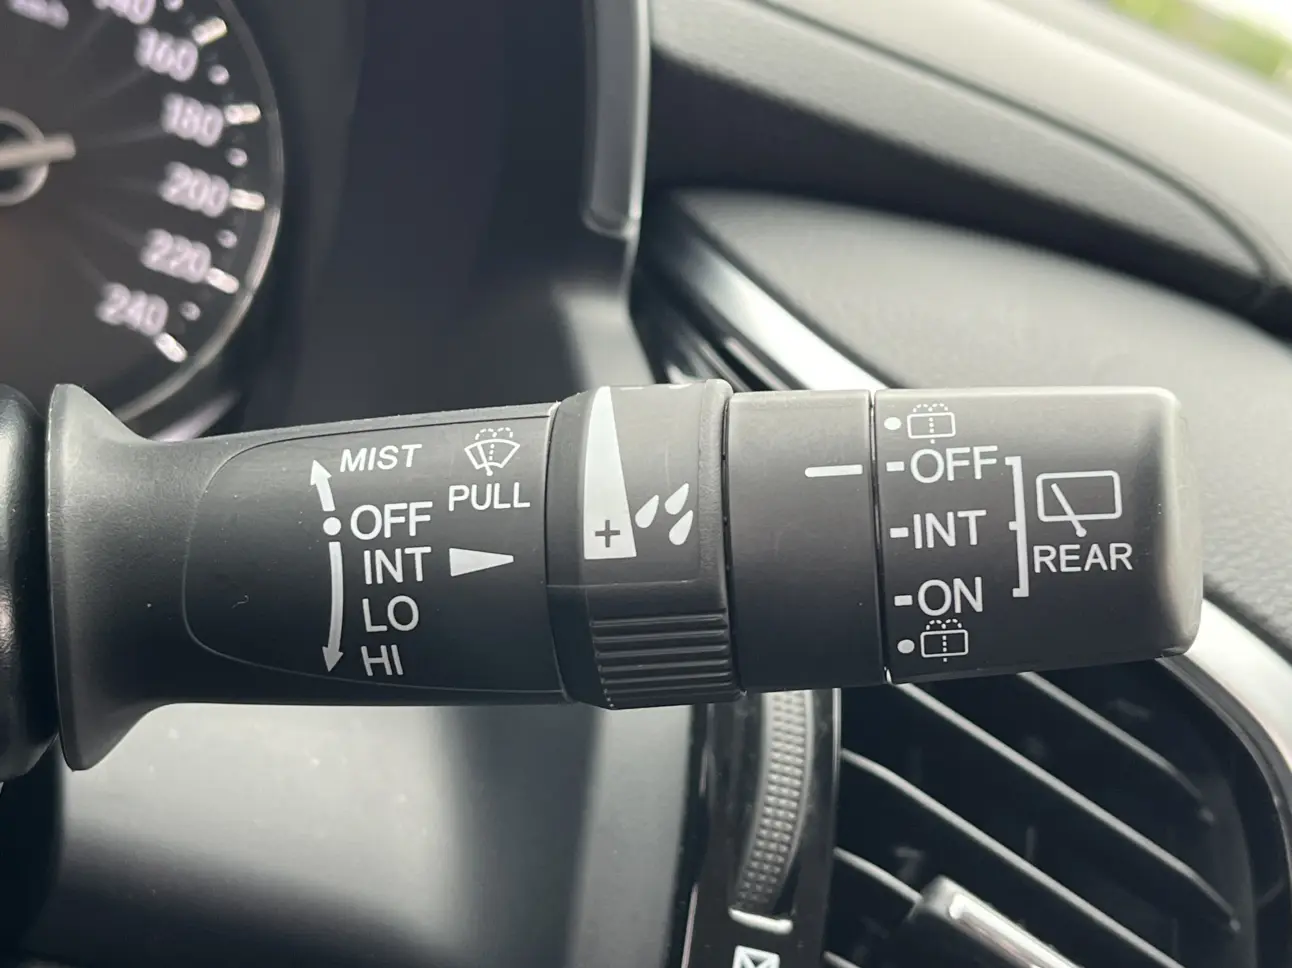 160
180
200
220
240
MIST
PULL
OFF
INT
LO
HI
+
OFF
INT
ON
REAR